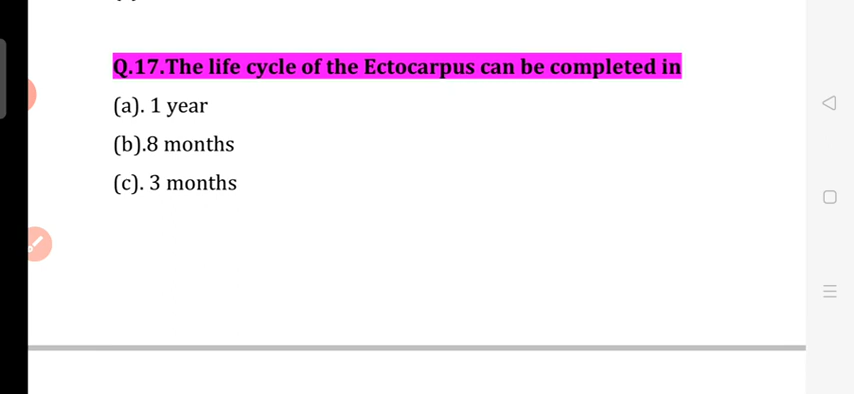 Q.17.The life cycle of the Ectocarpus can be completed in
(a). 1 year
(b).8 months
(c). 3 months